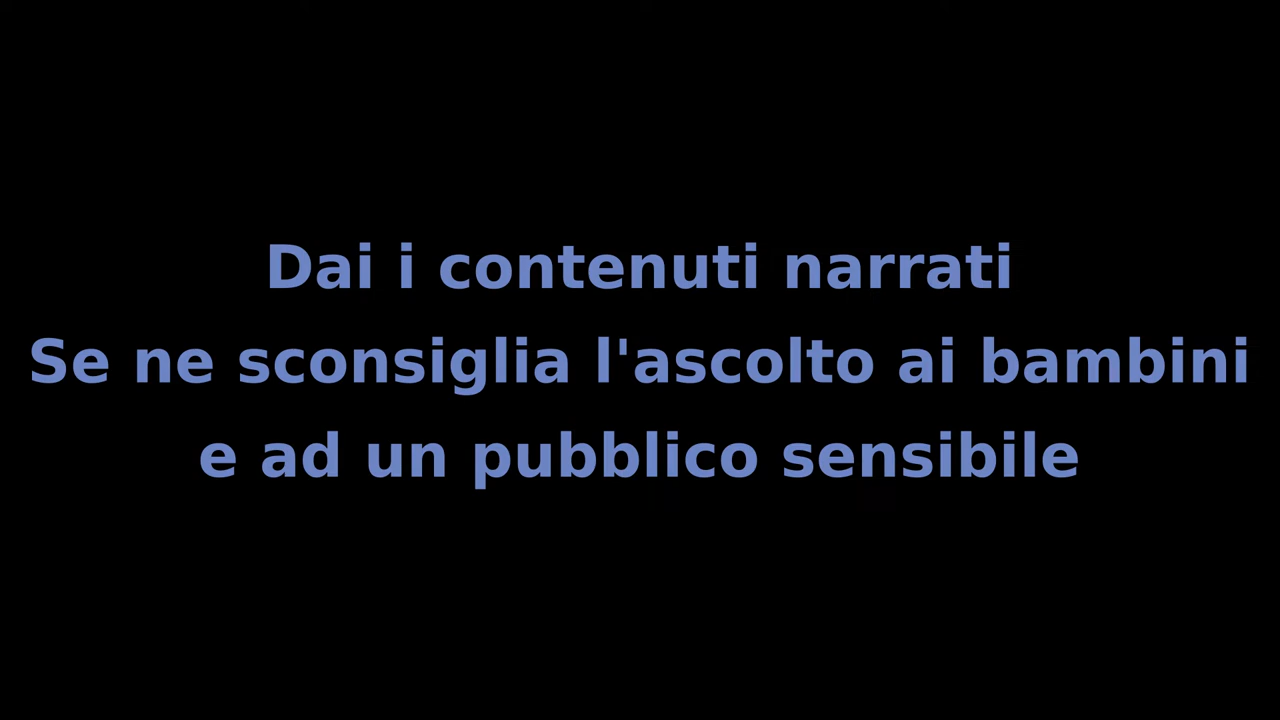 Dai i contenuti narrati
Se ne sconsiglia l'ascolto ai bambini
e ad un pubblico sensibile